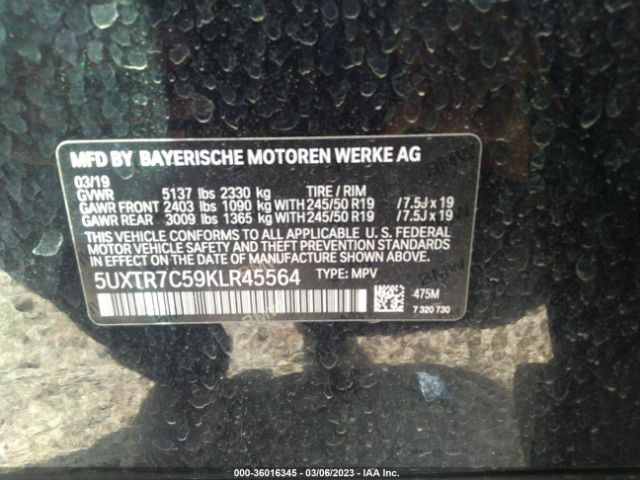 MFD BY BAYERISCHE MOTOREN WERKE AG
03/19
GVWR 5137 lbs 2330 kg TIRE / RIM
GAWR FRONT 2403 lbs 1090 kg WITH 245/50 R19 / 7.5J x 19
GAWR REAR 3009 lbs 1365 kg WITH 245/50 R19 / 7.5J x 19
THIS VEHICLE CONFORMS TO ALL APPLICABLE U. S. FEDERAL
MOTOR VEHICLE SAFETY, BUMPER, AND THEFT PREVENTION
STANDARDS IN EFFECT ON THE DATE OF MANUFACTURE SHOWN ABOVE.
5UXTR7C59KLR45564 TYPE: MPV
475M
7 320 730
000-36016345 | 03/06/2023 | IAA Inc.